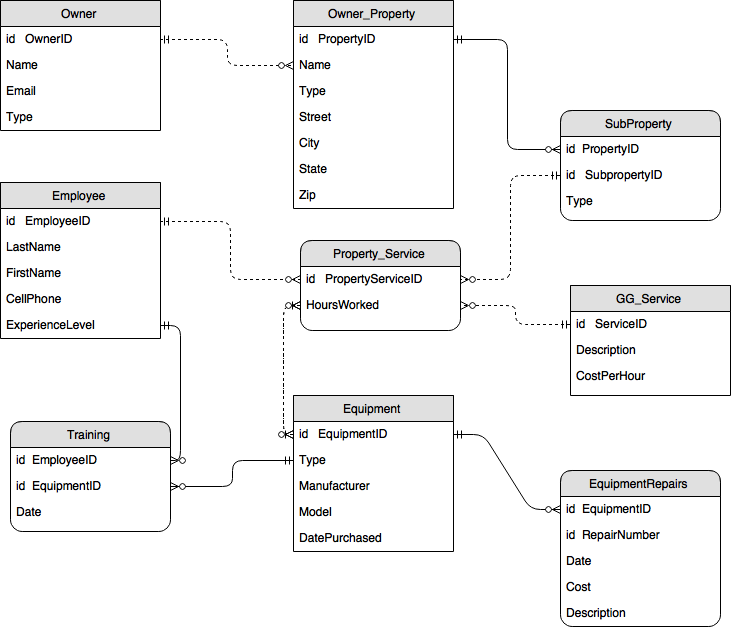 Owner
id OwnerID
Name
Email
Type
Owner_Property
id PropertyID
Name
Type
Street
City
State
Zip
SubProperty
id PropertyID
id SubpropertyID
Type
Employee
id EmployeeID
LastName
FirstName
CellPhone
ExperienceLevel
Property_Service
id PropertyServiceID
HoursWorked
GG_Service
id ServiceID
Description
CostPerHour
Training
id EmployeeID
id EquipmentID
Date
Equipment
id EquipmentID
Type
Manufacturer
Model
DatePurchased
EquipmentRepairs
id EquipmentID
id RepairNumber
Date
Cost
Description